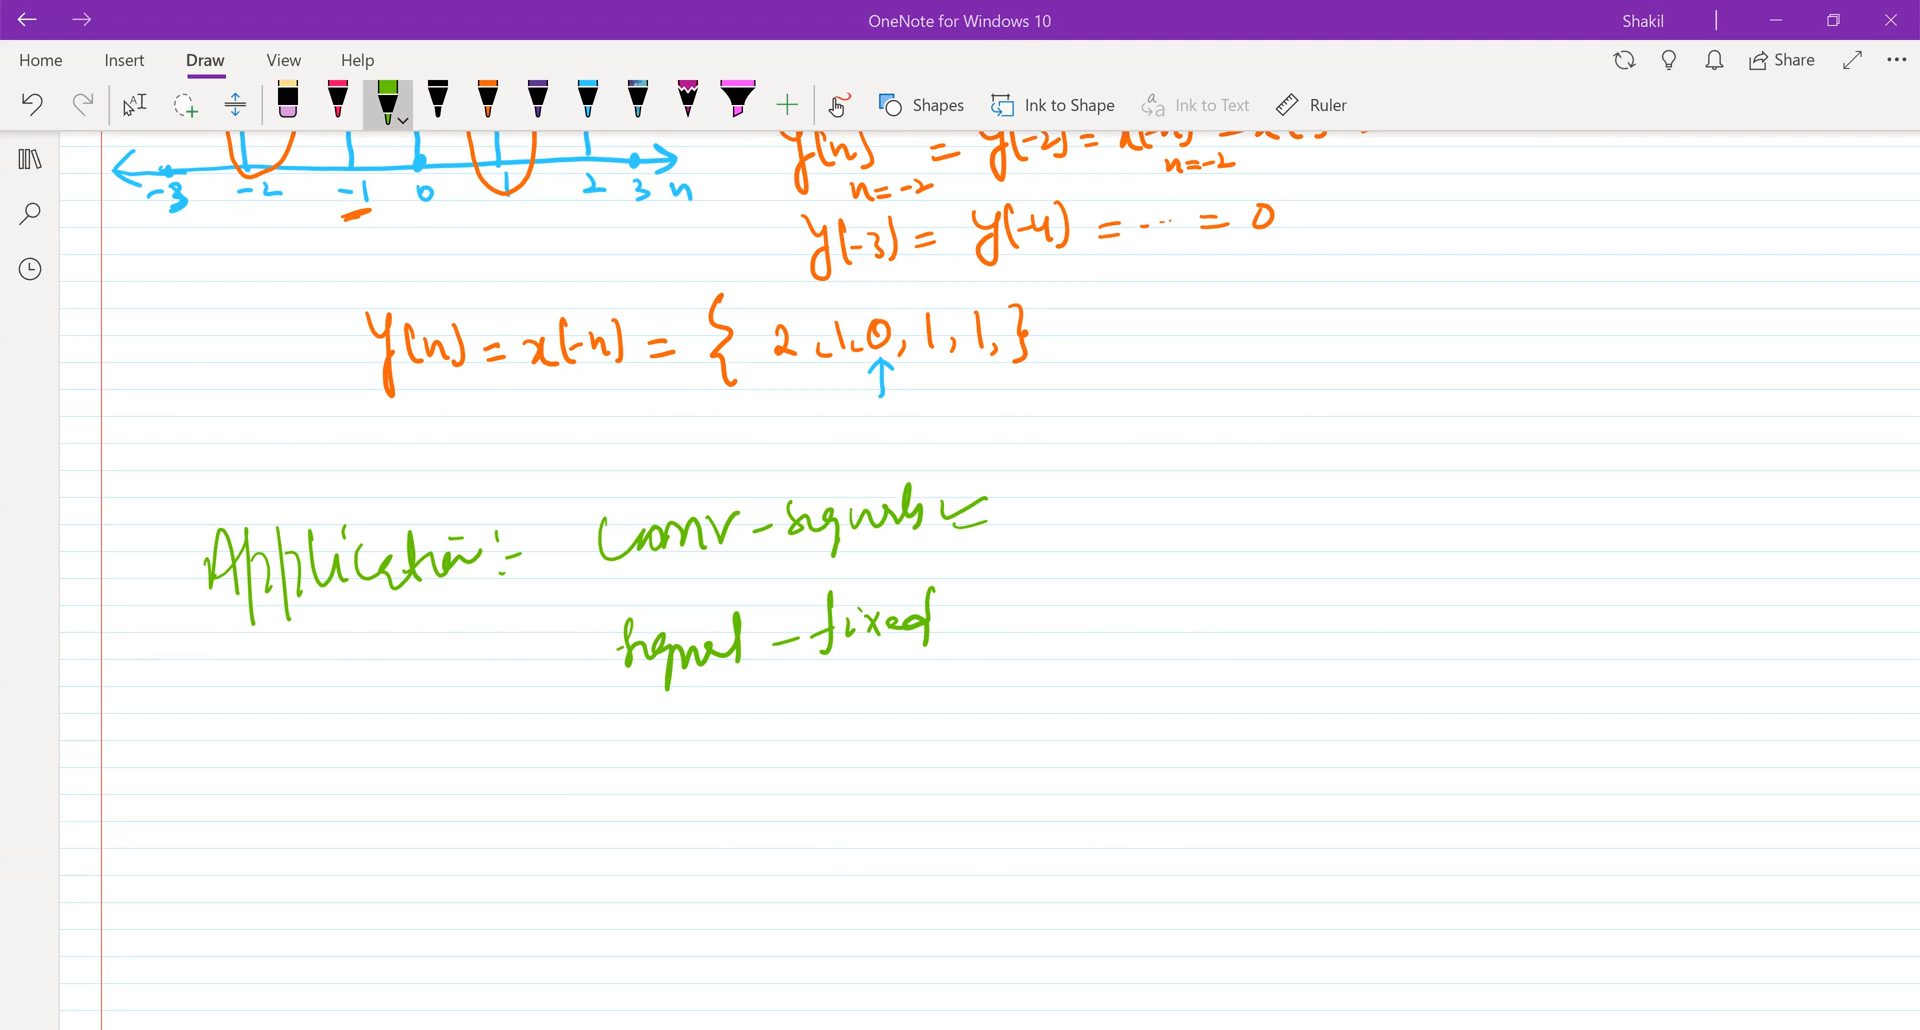 OneNote for Windows 10
Shakil
Home Insert Draw View Help
Share
Shapes Ink to Shape Ink to Text Ruler
-3 -2 -1 0 1 2 3 n
y(n) = y(-2) = x(-n)
n=-2 n=-2
y(-3) = y(-4) = ... = 0
y(n) = x(-n) = { 2, 1, 0, 1, 1, }
↑
Application :- Conv - signals
signal - fixed